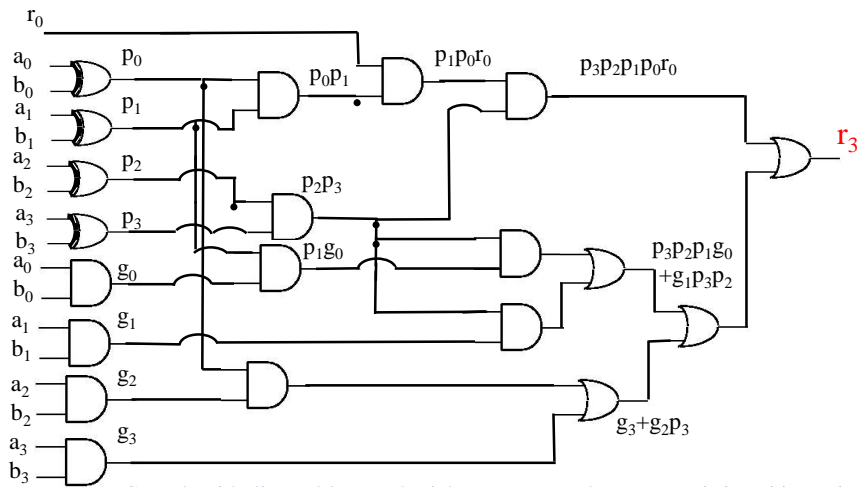 r0
a0 p0
b0
a1 p1
b1
a2 p2
b2
a3 p3
b3
a0 g0
b0
a1 g1
b1
a2 g2
b2
a3 g3
b3
p0p1
p1p0r0
p3p2p1p0r0
r3
p2p3
p1g0
p3p2p1g0
+g1p3p2
g3+g2p3